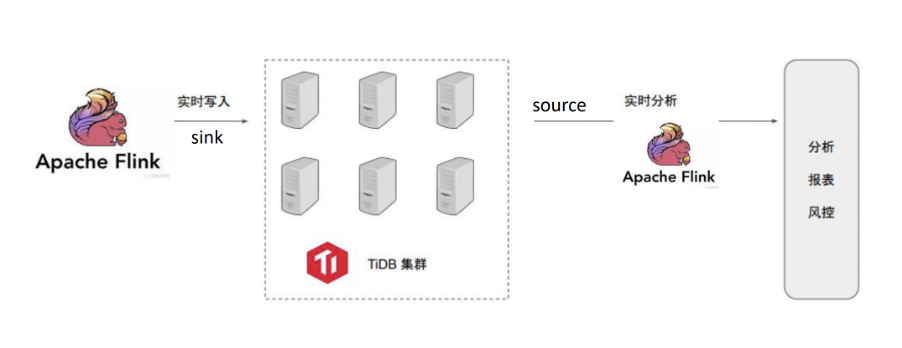 Apache Flink
实时写入
sink
TiDB 集群
source
实时分析
Apache Flink
分析
报表
风控